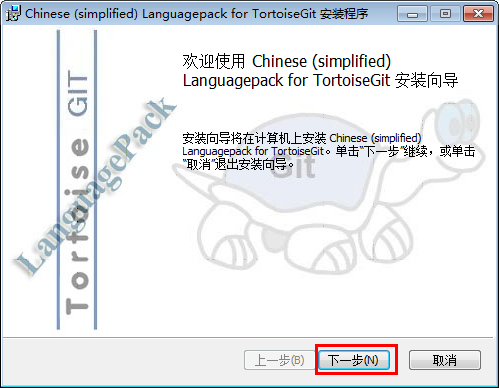 Chinese (simplified) Languagepack for TortoiseGit 安装程序
欢迎使用 Chinese (simplified)
Languagepack for TortoiseGit 安装向导
安装向导将在计算机上安装 Chinese (simplified)
Languagepack for TortoiseGit。单击“下一步”继续，或单击
“取消”退出安装向导。
Tortoise GIT
LanguagePack
Git
上一步(B)
下一步(N)
取消